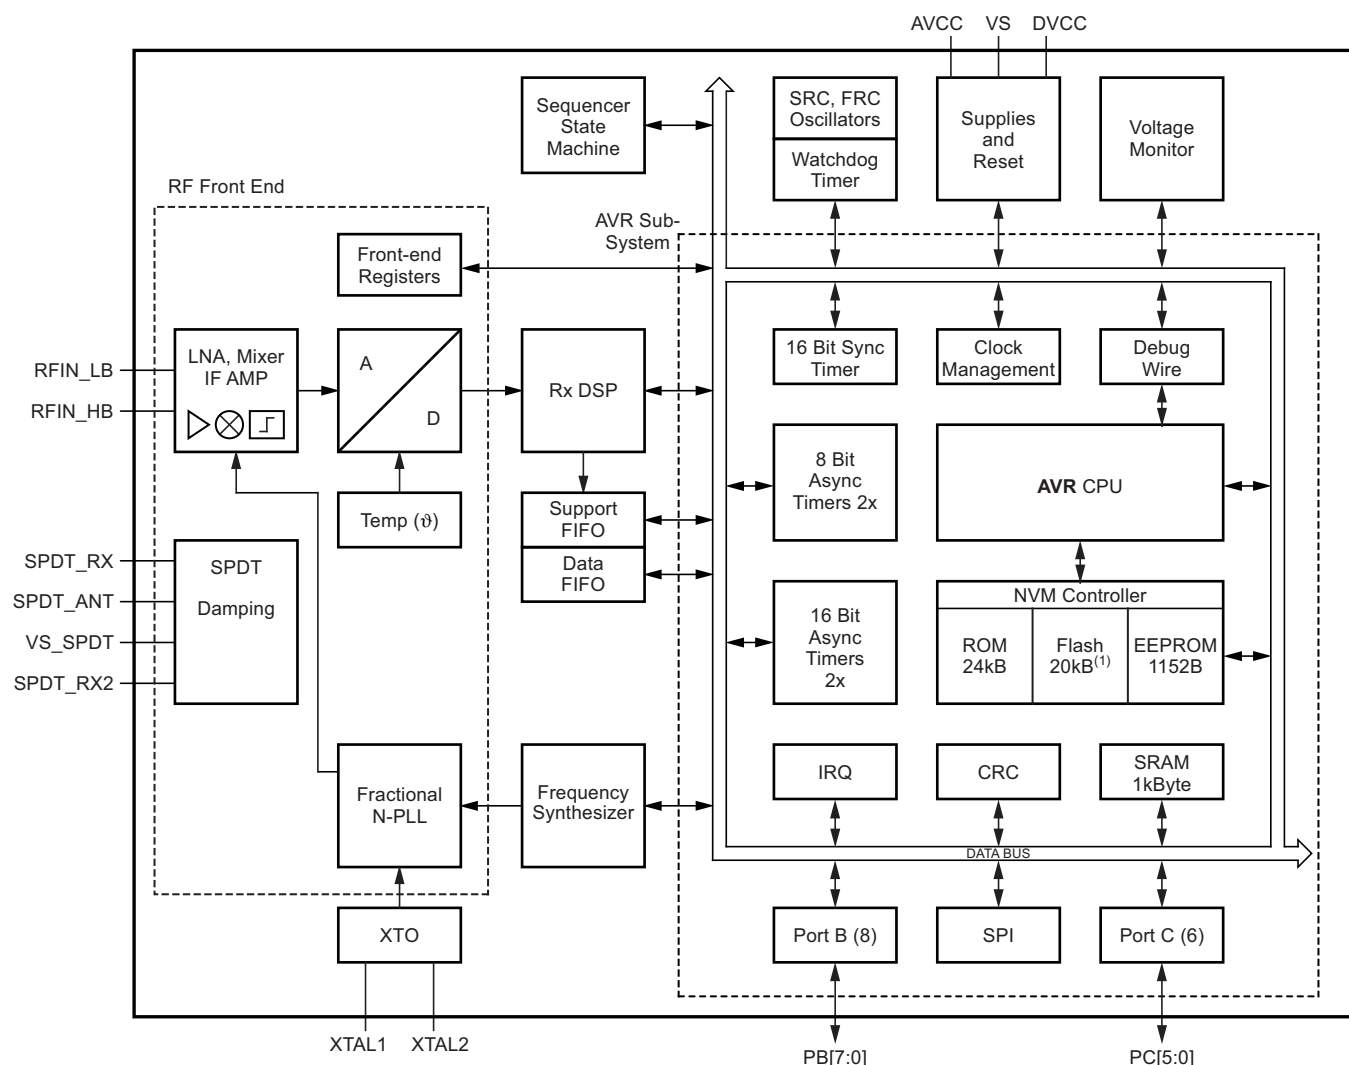 AVCC VS DVCC
Sequencer
State
Machine
SRC, FRC
Oscillators
Watchdog
Timer
Supplies
and
Reset
Voltage
Monitor
RF Front End
AVR Sub-
System
Front-end
Registers
RFIN_LB
RFIN_HB
LNA, Mixer
IF AMP
A
D
Rx DSP
16 Bit Sync
Timer
Clock
Management
Debug
Wire
Temp (ϑ)
Support
FIFO
Data
FIFO
8 Bit
Async
Timers 2x
AVR CPU
SPDT_RX
SPDT_ANT
VS_SPDT
SPDT_RX2
SPDT
Damping
16 Bit
Async
Timers
2x
NVM Controller
ROM
24kB
Flash
20kB(1)
EEPROM
1152B
Fractional
N-PLL
Frequency
Synthesizer
IRQ
CRC
SRAM
1kByte
DATA BUS
XTO
Port B (8)
SPI
Port C (6)
XTAL1 XTAL2
PB[7:0]
PC[5:0]